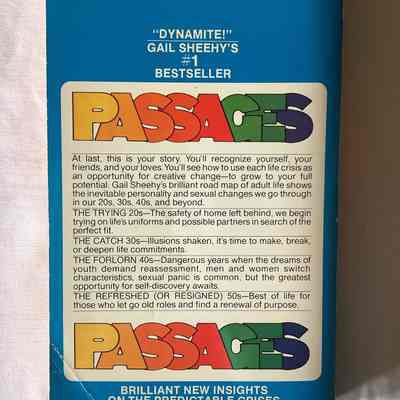 "DYNAMITE!"
GAIL SHEEHY'S
#1
BESTSELLER
PASSAGES
At last, this is your story. You'll recognize yourself, your
friends, and your loves. You'll see how to use each life crisis as
an opportunity for creative change—to grow to your full
potential. Gail Sheehy's brilliant road map of adult life shows
the inevitable personality and sexual changes we go through
in our 20s, 30s, 40s, and beyond.
THE TRYING 20s—The safety of home left behind, we begin
trying on life's uniforms and possible partners in search of the
perfect fit.
THE CATCH 30s—Illusions shaken, it's time to make, break,
or deepen life commitments.
THE FORLORN 40s—Dangerous years when the dreams of
youth demand reassessment, men and women switch
characteristics, sexual panic is common, but the greatest
opportunity for self-discovery awaits.
THE REFRESHED (OR RESIGNED) 50s—Best of life for
those who let go old roles and find a renewal of purpose.
PASSAGES
BRILLIANT NEW INSIGHTS
ON THE PREDICTABLE CRISES